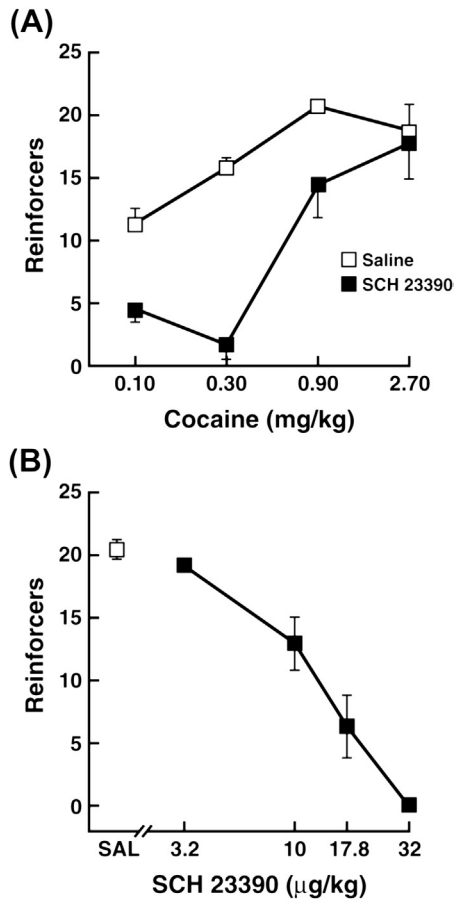 (A)
25
20
15
10
5
0
Reinforcers
Saline
SCH 23390
0.10 0.30 0.90 2.70
Cocaine (mg/kg)
(B)
25
20
15
10
5
0
Reinforcers
SAL 3.2 10 17.8 32
SCH 23390 (μg/kg)